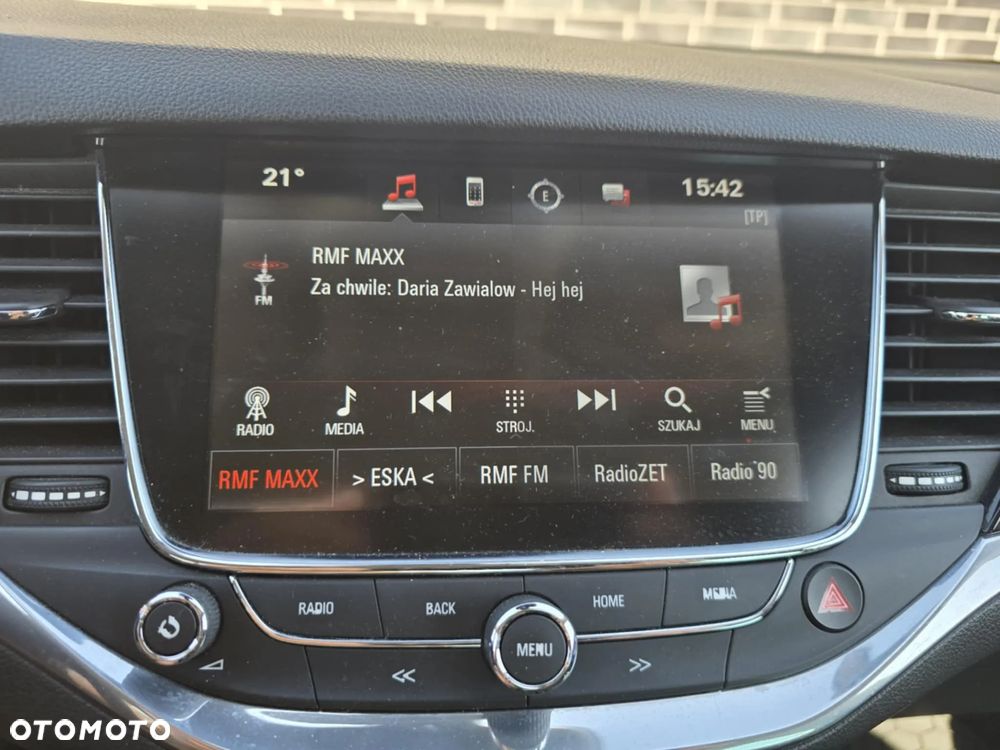 21°
15:42
[TP]
E
RMF MAXX
Za chwile: Daria Zawialow - Hej hej
FM
RADIO
MEDIA
STROJ.
SZUKAJ
MENU
RMF MAXX
> ESKA <
RMF FM
RadioZET
Radio 90
RADIO
BACK
HOME
MEDIA
MENU
<<
>>
OTOMOTO